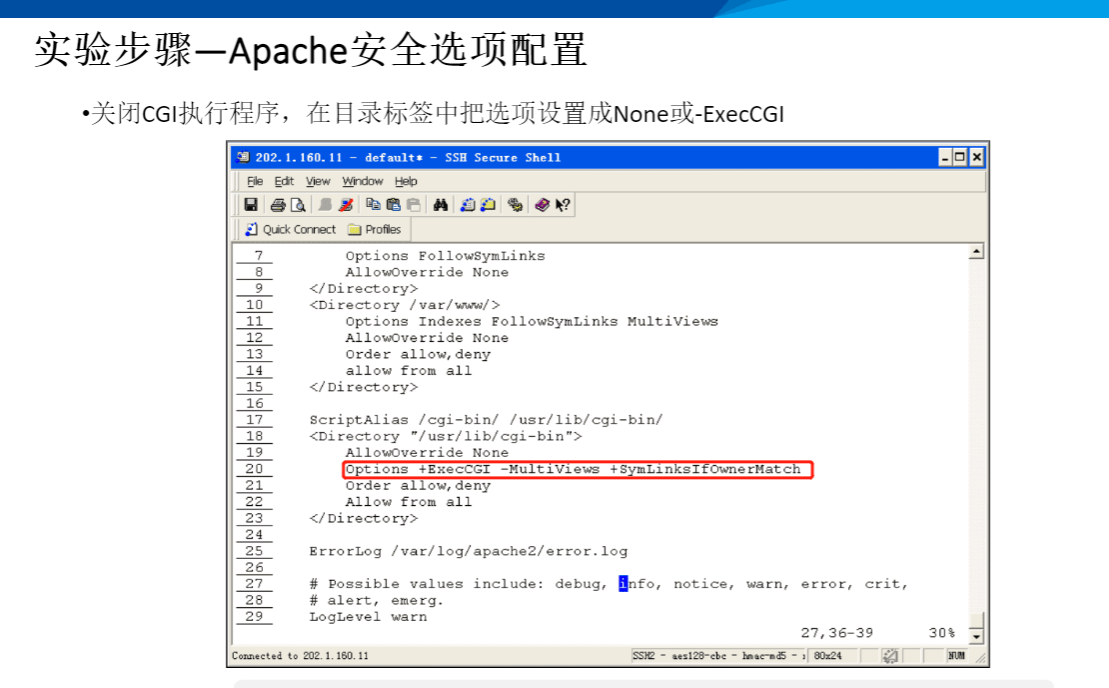 实验步骤—Apache安全选项配置
•关闭CGI执行程序，在目录标签中把选项设置成None或-ExecCGI
202.1.160.11 - default* - SSH Secure Shell
File Edit View Window Help
Quick Connect Profiles
7 Options FollowSymLinks
8 AllowOverride None
9 </Directory>
10 <Directory /var/www/>
11 Options Indexes FollowSymLinks MultiViews
12 AllowOverride None
13 Order allow,deny
14 allow from all
15 </Directory>
16
17 ScriptAlias /cgi-bin/ /usr/lib/cgi-bin/
18 <Directory "/usr/lib/cgi-bin">
19 AllowOverride None
20 Options +ExecCGI -MultiViews +SymLinksIfOwnerMatch
21 Order allow,deny
22 Allow from all
23 </Directory>
24
25 ErrorLog /var/log/apache2/error.log
26
27 # Possible values include: debug, info, notice, warn, error, crit,
28 # alert, emerg.
29 LogLevel warn
27,36-39 30%
Connected to 202.1.160.11 SSH2 - aes128-cbc - hmac-md5 - 80x24 NUM